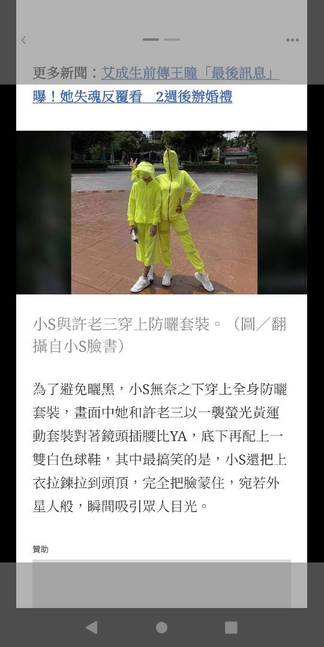 更多新聞：艾成生前傳王瞳「最後訊息」
曝！她失魂反覆看　2週後辦婚禮
小S與許老三穿上防曬套裝。（圖／翻
攝自小S臉書）
為了避免曬黑，小S無奈之下穿上全身防曬
套裝，畫面中她和許老三以一襲螢光黃運
動套裝對著鏡頭插腰比YA，底下再配上一
雙白色球鞋，其中最搞笑的是，小S還把上
衣拉鍊拉到頭頂，完全把臉蒙住，宛若外
星人般，瞬間吸引眾人目光。
贊助